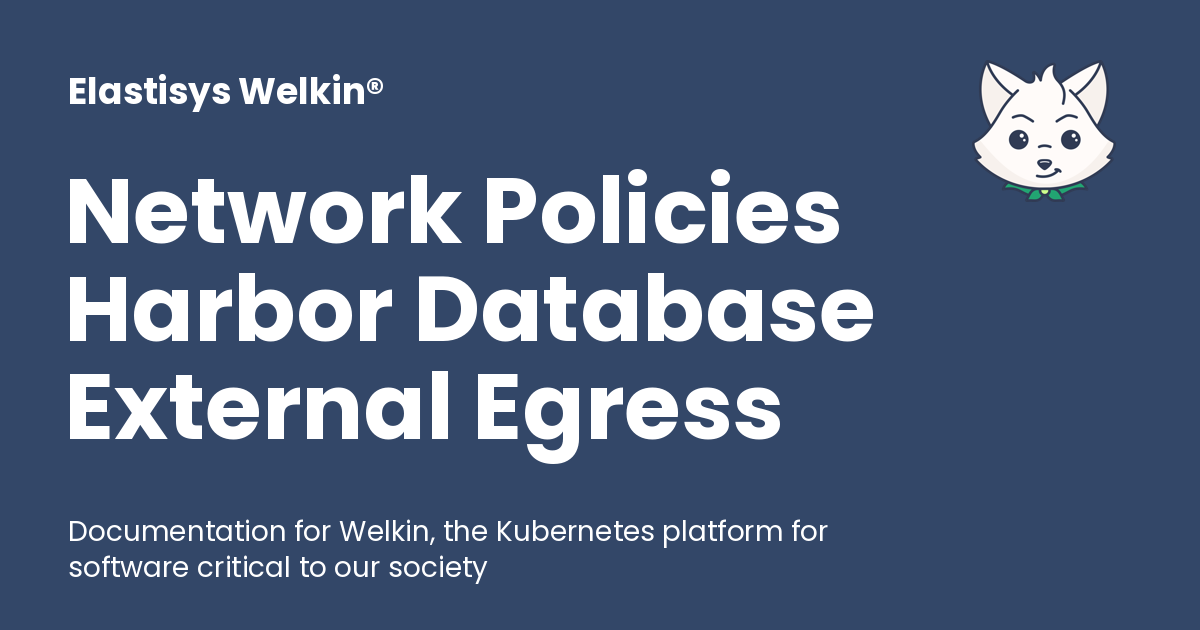 Elastisys Welkin®
Network Policies
Harbor Database
External Egress
Documentation for Welkin, the Kubernetes platform for
software critical to our society